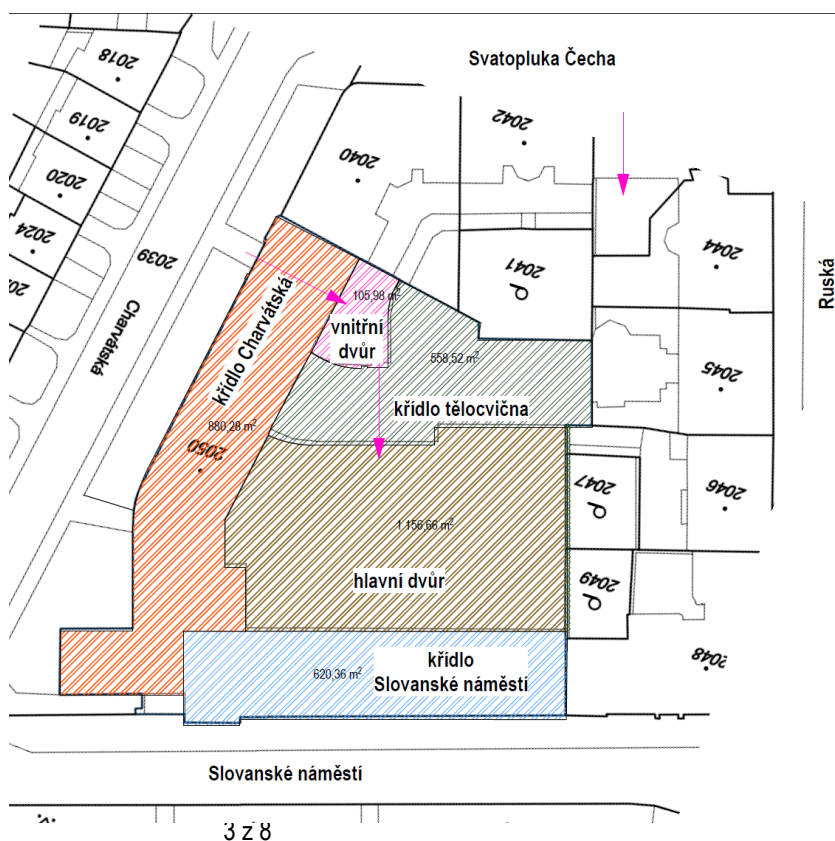 Svatopluka Čecha
2018
2019
2020
2024
2039
Charvátská
2040
2042
2041
2044
Ruská
105,98 m²
vnitřní
dvůr
křídlo Charvátská
880,28 m²
2050
558,52 m²
křídlo tělocvična
2045
2047
2046
1 156,66 m²
hlavní dvůr
2049
2048
620,36 m²
křídlo
Slovanské náměstí
Slovanské náměstí
3 z 8